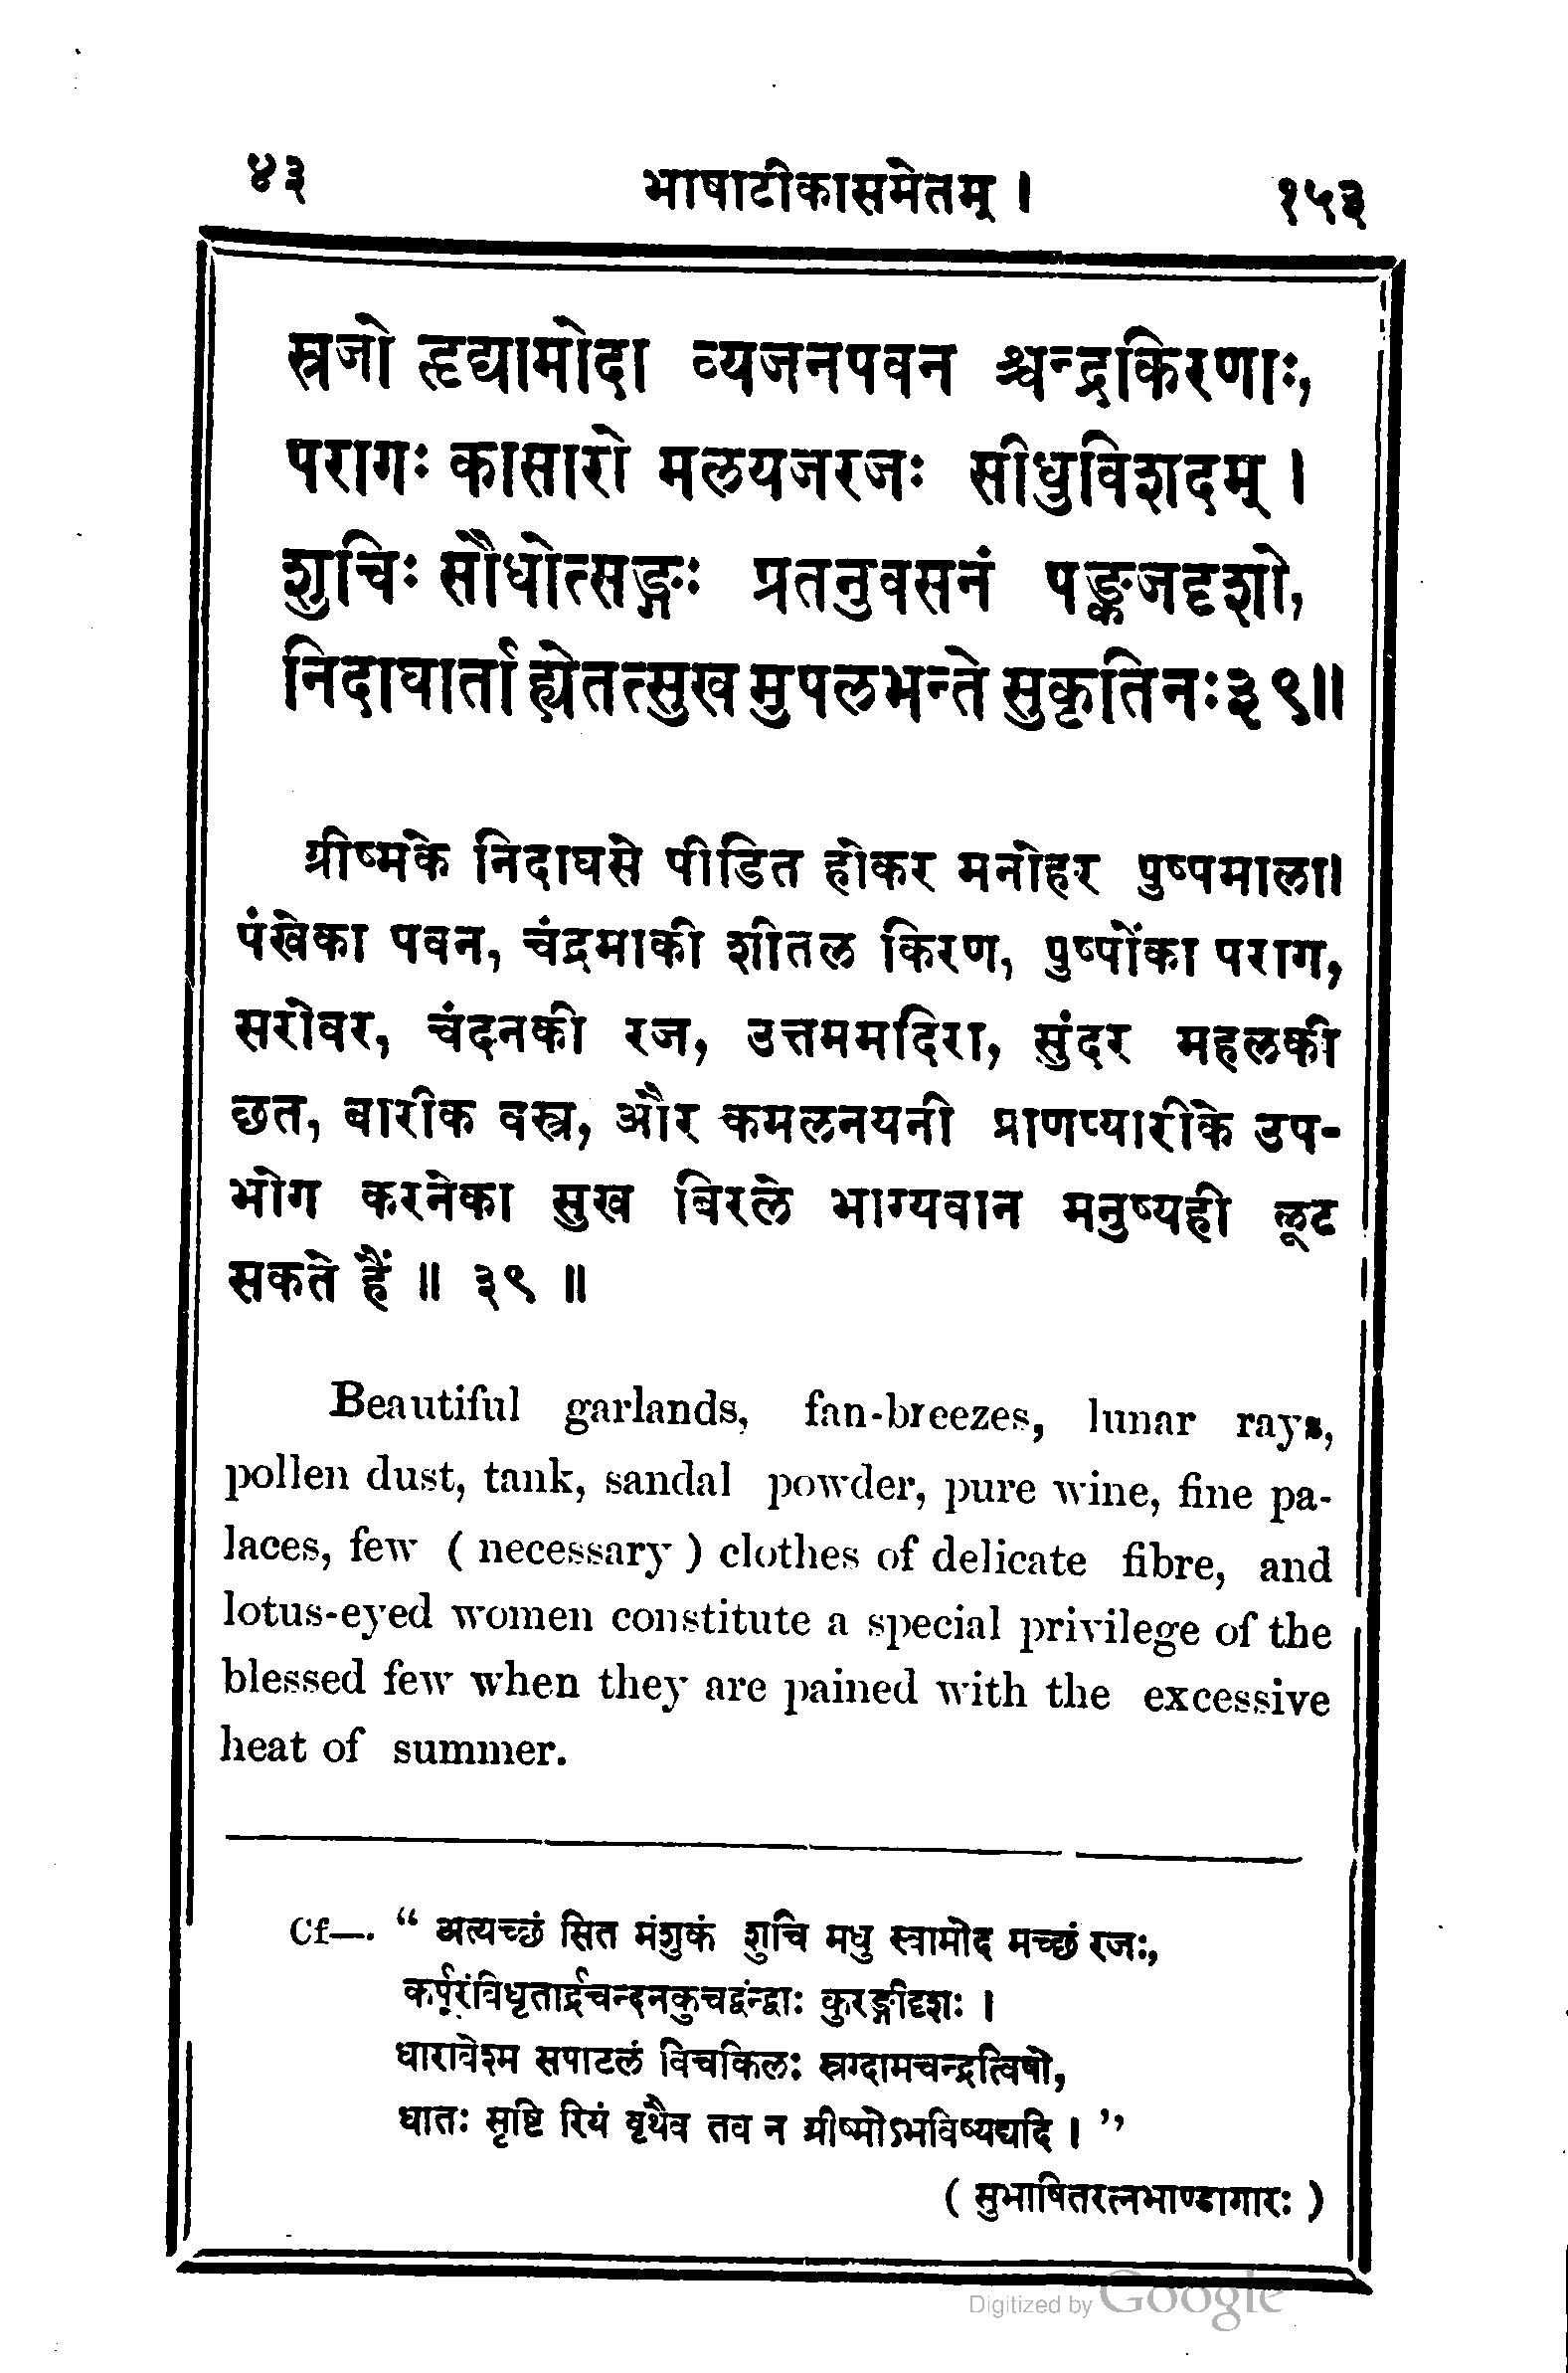 ४३ भाषाटीकासमेतम् । १५३
स्रजो हृद्यामोदा व्यजनपवन श्चन्द्रकिरणाः,
परागः कासारो मलयजरजः सीधुविशदम् ।
शुचिः सौधोत्सङ्गः प्रतनुवसनं पङ्कजदृशो,
निदाघार्ता ह्येतत्सुख मुपलभन्ते सुकृतिनः३९॥
ग्रीष्मके निदाघसे पीडित होकर मनोहर पुष्पमाला।
पंखेका पवन, चंद्रमाकी शीतल किरण, पुष्पोंका पराग,
सरोवर, चंदनकी रज, उत्तममदिरा, सुंदर महलकी
छत, बारीक वस्त्र, और कमलनयनी प्राणप्यारीके उप-
भोग करनेका सुख बिरले भाग्यवान मनुष्यही लूट
सकते हैं ॥ ३९ ॥
Beautiful garlands, fan-breezes, lunar rays,
pollen dust, tank, sandal powder, pure wine, fine pa-
laces, few ( necessary ) clothes of delicate fibre, and
lotus-eyed women constitute a special privilege of the
blessed few when they are pained with the excessive
heat of summer.
Cf—. “ अत्यच्छं सित मंशुकं शुचि मधु स्त्रामोद मच्छं रजः,
कर्पूरंविधृतार्द्रचन्दनकुचद्वंन्द्वाः कुरङ्गीदृशः ।
धारावेश्म सपाटलं विचकिलः स्रग्दामचन्द्रत्विषो,
धातः सृष्टि रियं वृथैव तव न ग्रीष्मोऽभविष्यद्यदि । ”
( सुभाषितरत्नभाण्डागारः )
Digitized by Google